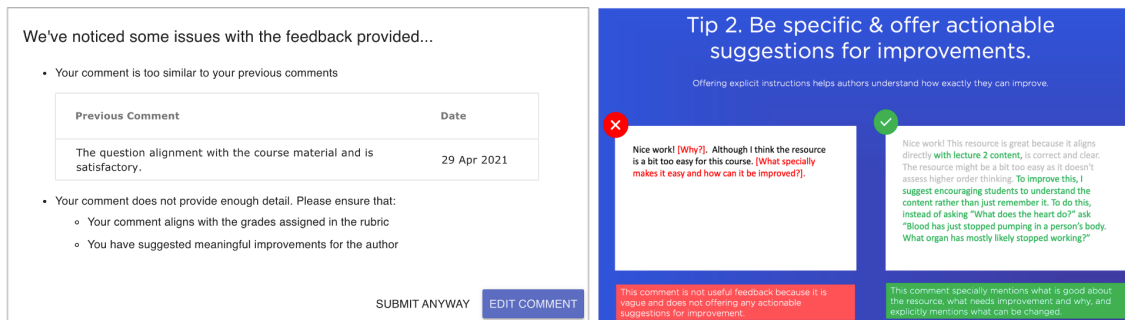 We've noticed some issues with the feedback provided...
• Your comment is too similar to your previous comments
Previous Comment Date
The question alignment with the course material and is
satisfactory. 29 Apr 2021
• Your comment does not provide enough detail. Please ensure that:
◦ Your comment aligns with the grades assigned in the rubric
◦ You have suggested meaningful improvements for the author
SUBMIT ANYWAY EDIT COMMENT
Tip 2. Be specific & offer actionable
suggestions for improvements.
Offering explicit instructions helps authors understand how exactly they can improve.
Nice work! [Why?]. Although I think the resource
is a bit too easy for this course. [What specially
makes it easy and how can it be improved?].
This comment is not useful feedback because it is
vague and does not offering any actionable
suggestions for improvement.
Nice work! This resource is great because it aligns
directly with lecture 2 content, is correct and clear.
The resource might be a bit too easy as it doesn't
assess higher order thinking. To improve this, I
suggest encouraging students to understand the
content rather than just remember it. To do this,
instead of asking "What does the heart do?" ask
"Blood has just stopped pumping in a person's body.
What organ has mostly likely stopped working?"
This comment specially mentions what is good about
the resource, what needs improvement and why, and
explicitly mentions what can be changed.